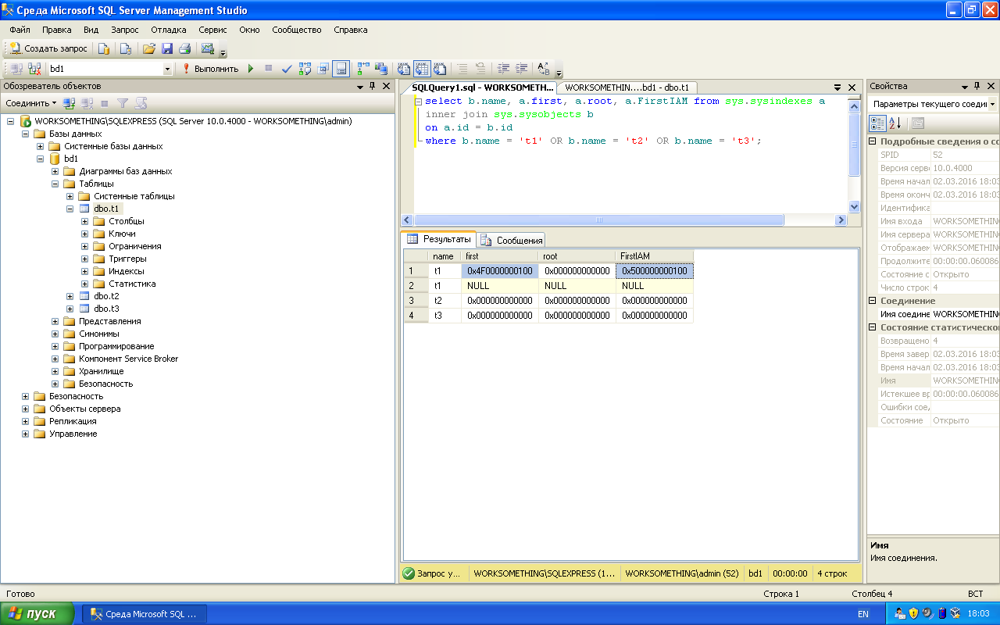 Среда Microsoft SQL Server Management Studio
Файл Правка Вид Запрос Отладка Сервис Окно Сообщество Справка
Создать запрос
bd1 Выполнить
Обозреватель объектов
Соединить
WORKSOMETHING\SQLEXPRESS (SQL Server 10.0.4000 - WORKSOMETHING\admin)
Базы данных
Системные базы данных
bd1
Диаграммы баз данных
Таблицы
Системные таблицы
dbo.t1
Столбцы
Ключи
Ограничения
Триггеры
Индексы
Статистика
dbo.t2
dbo.t3
Представления
Синонимы
Программирование
Компонент Service Broker
Хранилище
Безопасность
Безопасность
Объекты сервера
Репликация
Управление
SQLQuery1.sql - WORKSOMETH... WORKSOMETHIN....bd1 - dbo.t1
select b.name, a.first, a.root, a.FirstIAM from sys.sysindexes a
inner join sys.sysobjects b
on a.id = b.id
where b.name = 't1' OR b.name = 't2' OR b.name = 't3';
Результаты Сообщения
name first root FirstIAM
1 t1 0x4F0000000100 0x000000000000 0x500000000100
2 t1 NULL NULL NULL
3 t2 0x000000000000 0x000000000000 0x000000000000
4 t3 0x000000000000 0x000000000000 0x000000000000
Запрос у... WORKSOMETHING\SQLEXPRESS (1... WORKSOMETHING\admin (52) bd1 00:00:00 4 строк
Свойства
Параметры текущего соеди
Подробные сведения о со
SPID 52
Версия серве 10.0.4000
Время начал 02.03.2016 18:03
Время оконч 02.03.2016 18:03
Идентифика
Имя входа WORKSOMETHING
Имя сервера WORKSOMETHING
Отображаем WORKSOMETHING
Продолжите 00:00:00.060086
Состояние с Открыто
Число строк 4
Соединение
Имя соедине WORKSOMETHING
Состояние статистическо
Возвращено 4
Время завер 02.03.2016 18:03
Время начал 02.03.2016 18:03
Имя WORKSOMETHING
Истекшее вр 00:00:00.060086
Ошибки сое,
Состояние Открыто
Имя
Имя соединения.
Готово Строка 1 Столбец 4 ВСТ
пуск Среда Microsoft SQL ... EN 18:03